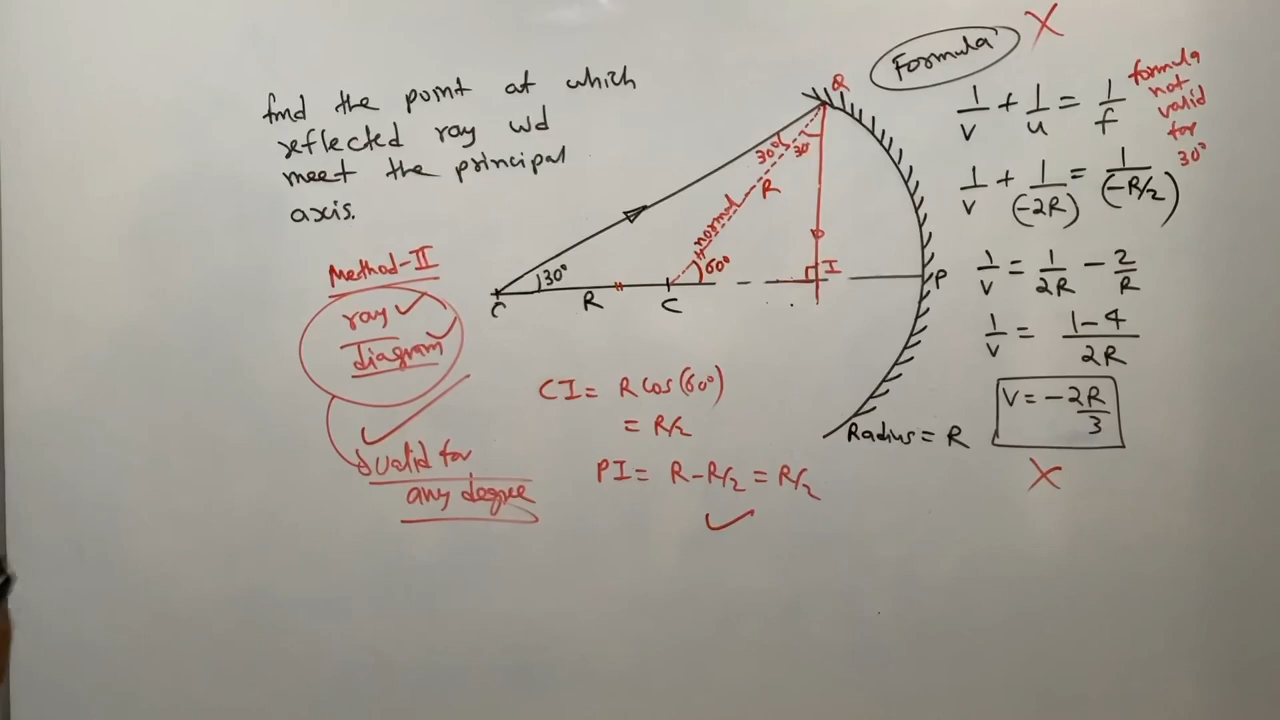 find the point at which
reflected ray wd
meet the principal
axis.
Method-II
ray ✓
diagram ✓
valid for
any degree
30°
R
C
C
60°
normal
R
30°
30
Q
I
P
Radius = R
CI = R cos(60°)
= R/2
PI = R - R/2 = R/2
✓
Formula X
1/v + 1/u = 1/f
formula
not
valid
for
30°
1/v + 1/(-2R) = 1/(-R/2)
1/v = 1/2R - 2/R
1/v = 1-4/2R
v = -2R/3
X